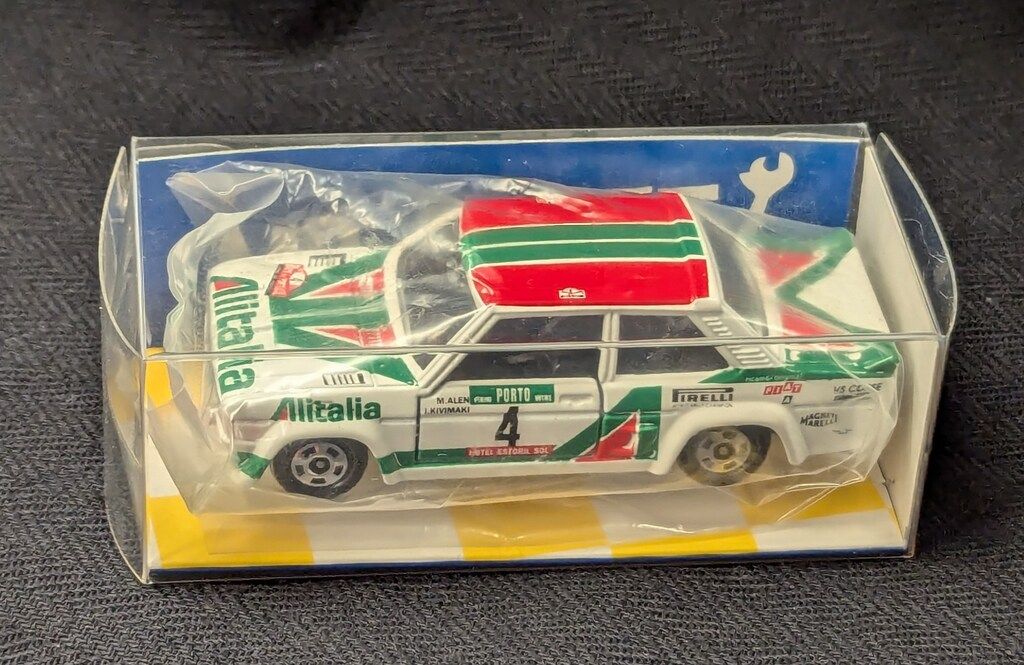 Alitalia
Alitalia
M.ALEN
I.KIVIMAKI
PORTO
4
HOTEL ESTORIL SOL
PIRELLI
FIAT
MAGNETI
MARELLI